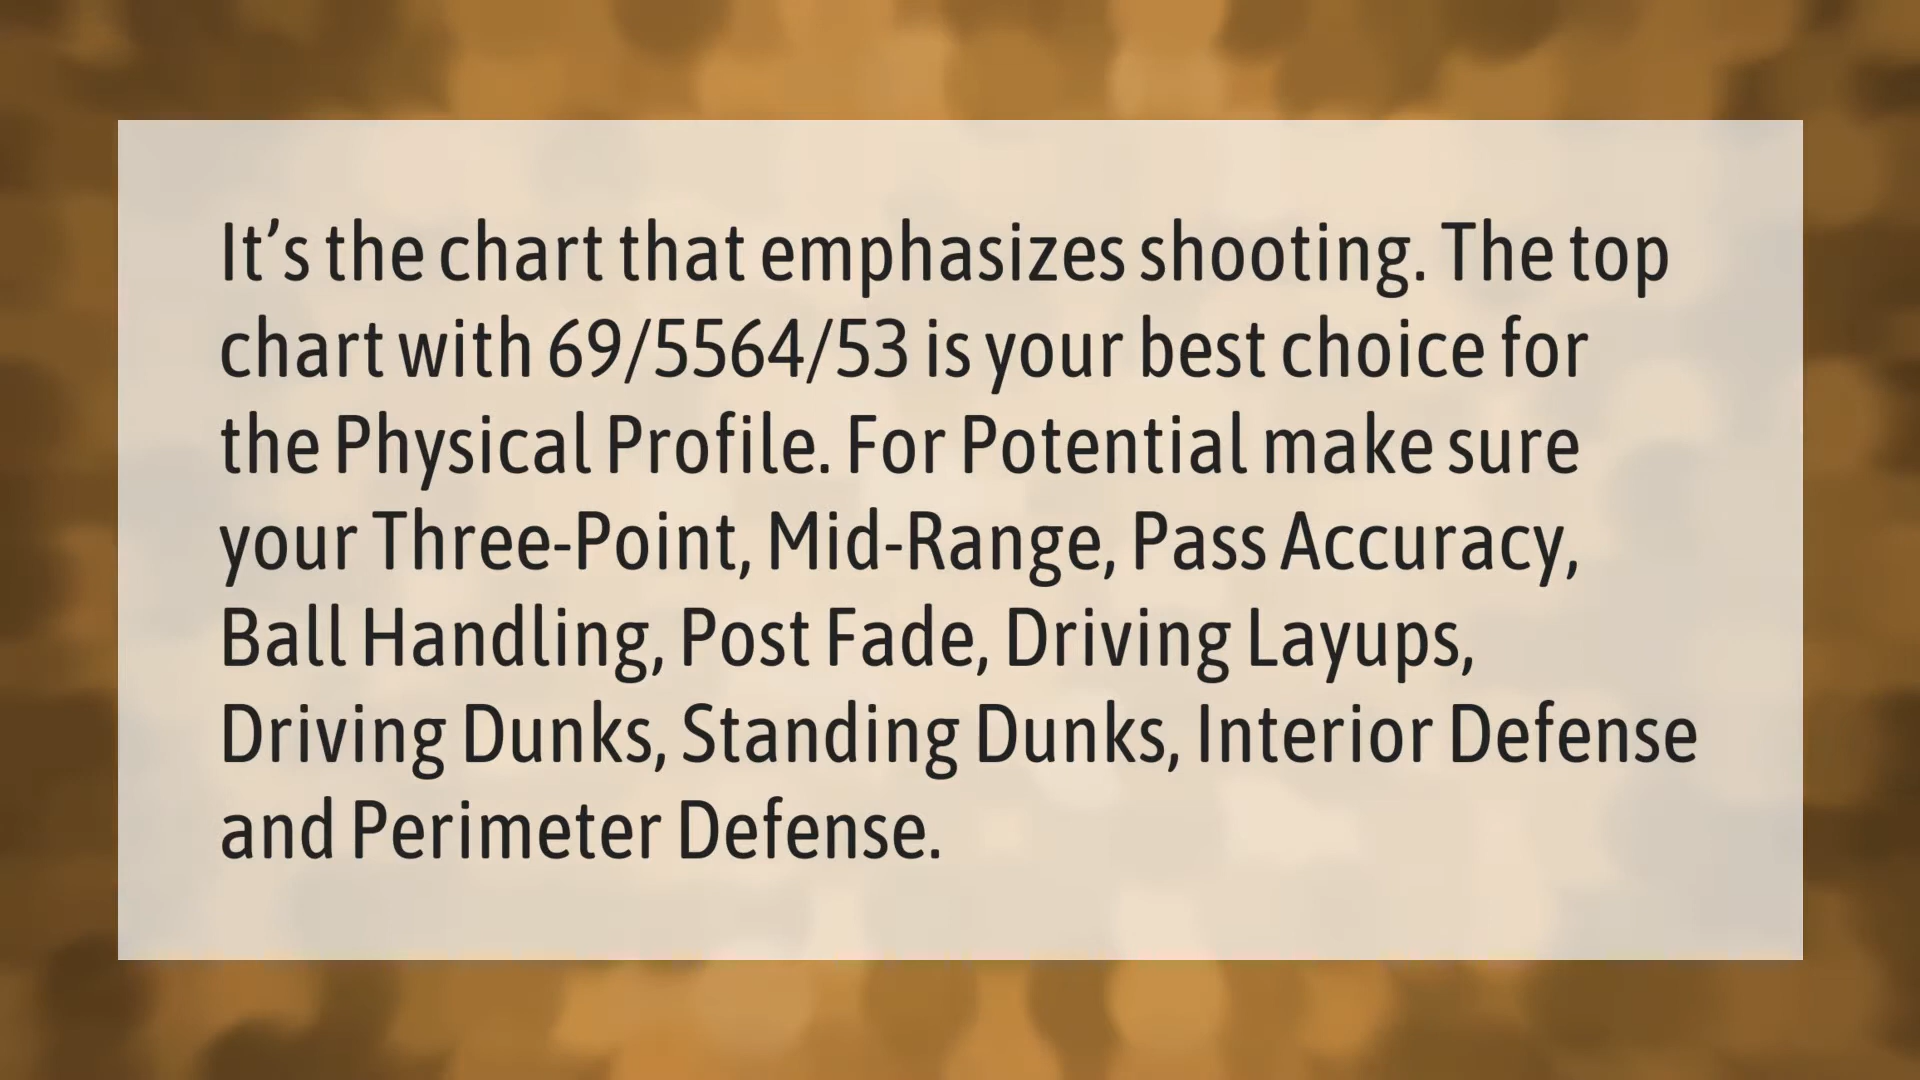 It’s the chart that emphasizes shooting. The top
chart with 69/5564/53 is your best choice for
the Physical Profile. For Potential make sure
your Three-Point, Mid-Range, Pass Accuracy,
Ball Handling, Post Fade, Driving Layups,
Driving Dunks, Standing Dunks, Interior Defense
and Perimeter Defense.